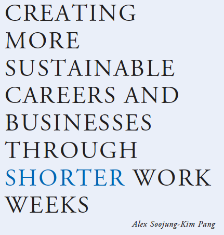 CREATING
MORE
SUSTAINABLE
CAREERS AND
BUSINESSES
THROUGH
SHORTER WORK
WEEKS
Alex Soojung-Kim Pang